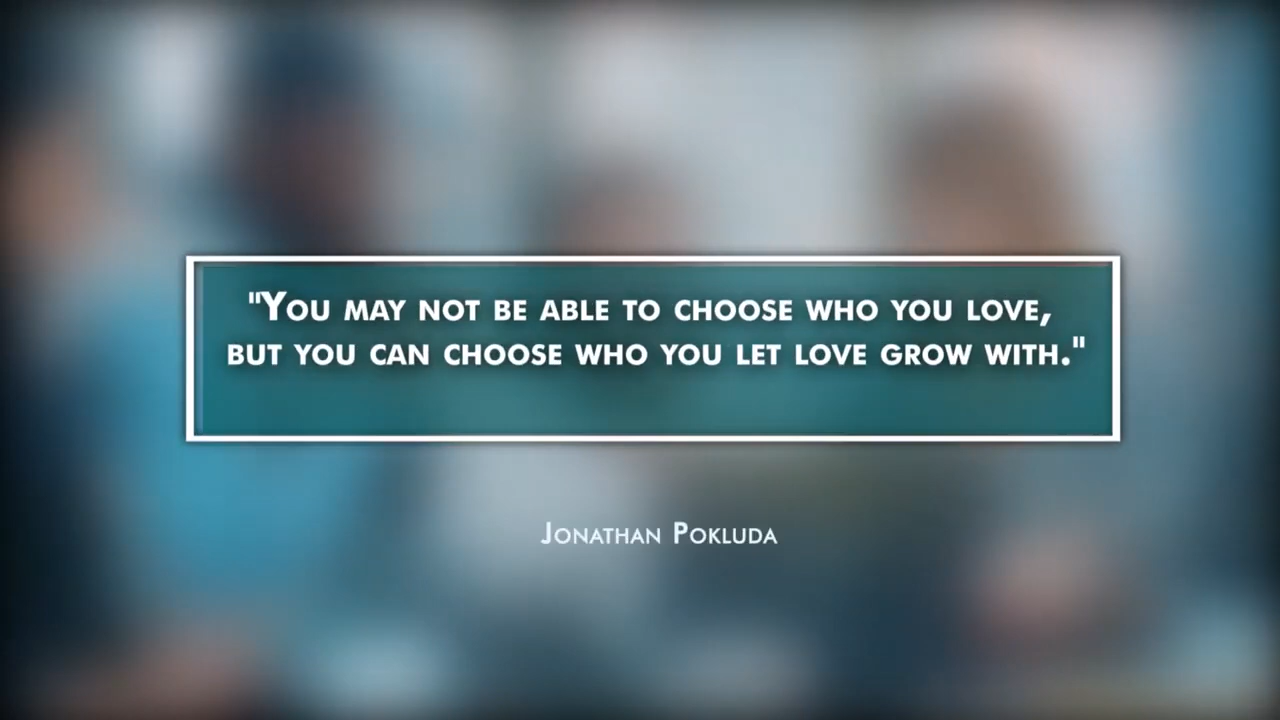 "You may not be able to choose who you love,
but you can choose who you let love grow with."
Jonathan Pokluda